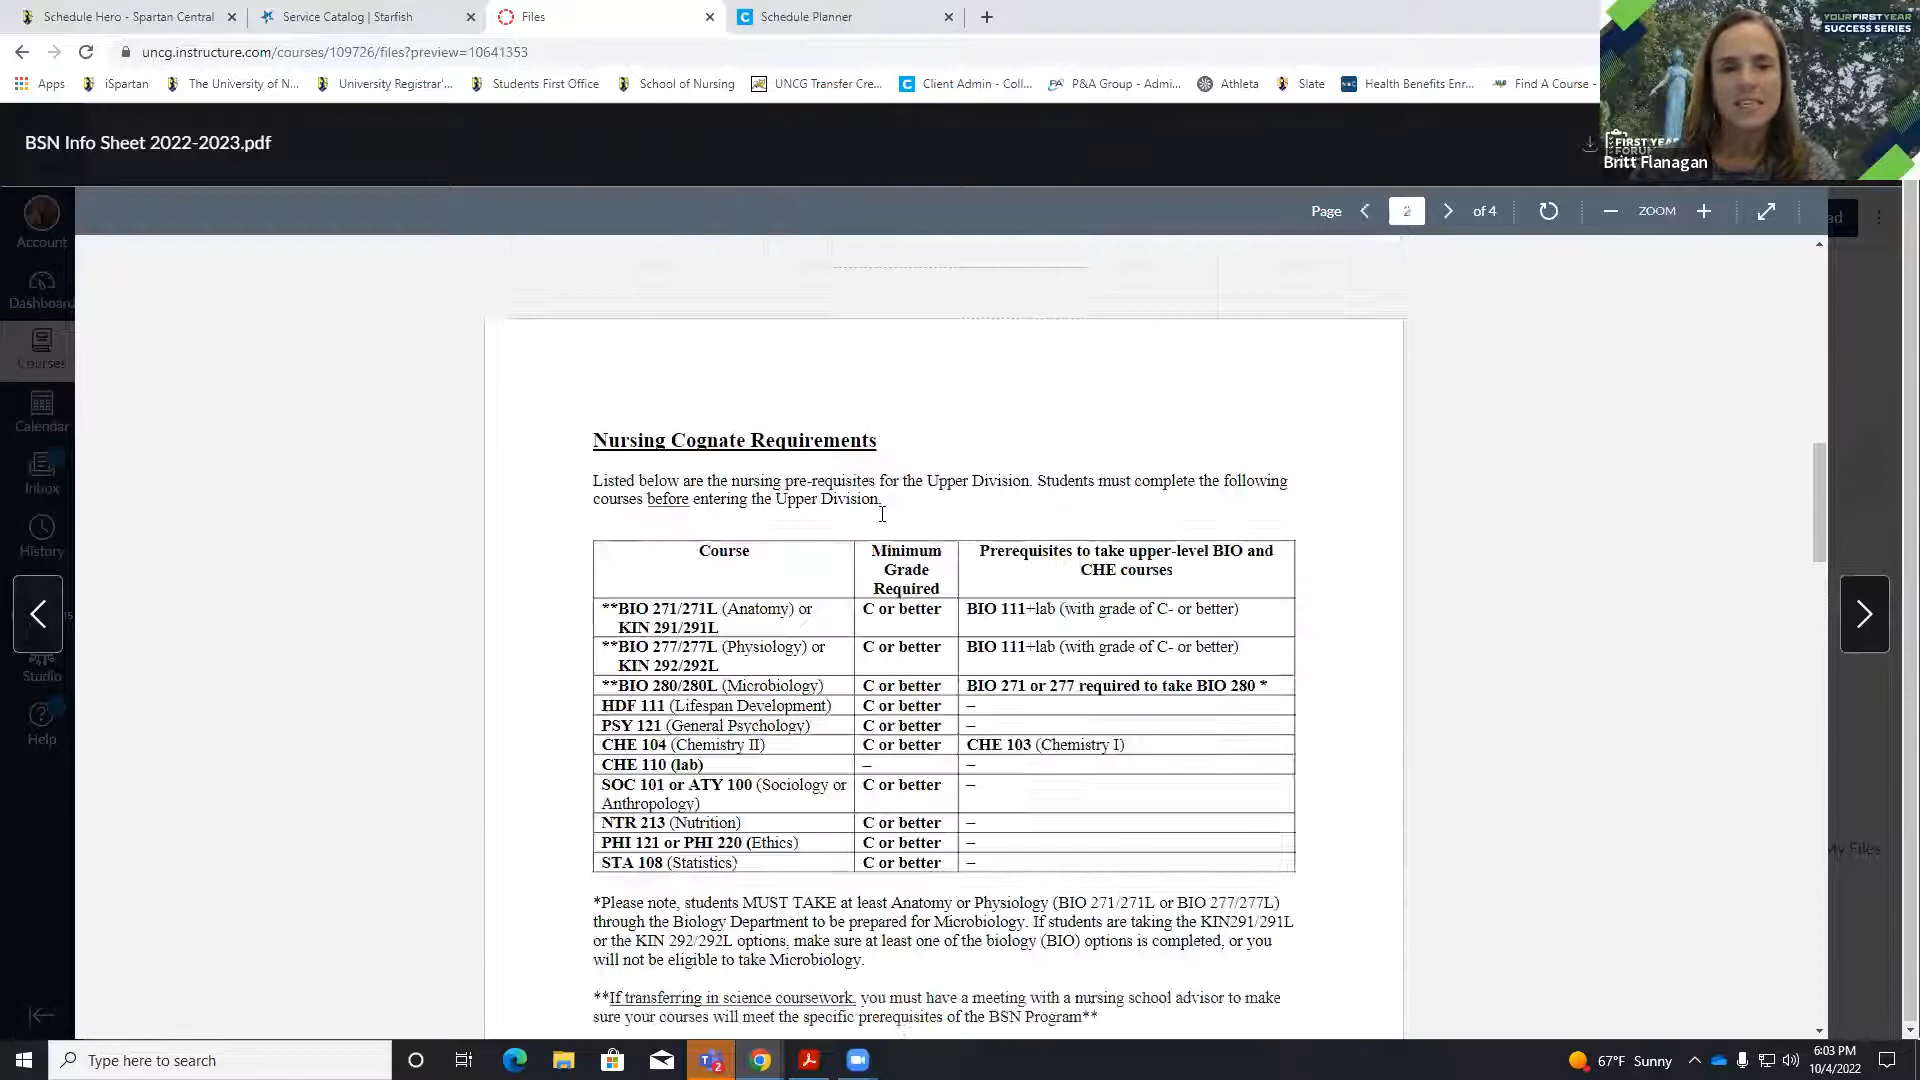 Schedule Hero - Spartan Central
Service Catalog | Starfish
Files
Schedule Planner
uncg.instructure.com/courses/109726/files?preview=10641353
Apps
iSpartan
The University of N...
University Registrar'...
Students First Office
School of Nursing
UNCG Transfer Cre...
Client Admin - Coll...
P&A Group - Admi...
Athleta
Slate
Health Benefits Enr...
Find A Course -
YOUR FIRST YEAR
SUCCESS SERIES
FIRST YEAR
FORUM
Britt Flanagan
BSN Info Sheet 2022-2023.pdf
Page 2 of 4
ZOOM
Account
Dashboard
Courses
Calendar
Inbox
History
Studio
Help
My Files
Nursing Cognate Requirements
Listed below are the nursing pre-requisites for the Upper Division. Students must complete the following
courses before entering the Upper Division.
Course
Minimum
Grade
Required
Prerequisites to take upper-level BIO and
CHE courses
**BIO 271/271L (Anatomy) or
KIN 291/291L
C or better
BIO 111+lab (with grade of C- or better)
**BIO 277/277L (Physiology) or
KIN 292/292L
C or better
BIO 111+lab (with grade of C- or better)
**BIO 280/280L (Microbiology)
C or better
BIO 271 or 277 required to take BIO 280 *
HDF 111 (Lifespan Development)
C or better
–
PSY 121 (General Psychology)
C or better
–
CHE 104 (Chemistry II)
C or better
CHE 103 (Chemistry I)
CHE 110 (lab)
–
–
SOC 101 or ATY 100 (Sociology or
Anthropology)
C or better
–
NTR 213 (Nutrition)
C or better
–
PHI 121 or PHI 220 (Ethics)
C or better
–
STA 108 (Statistics)
C or better
–
*Please note, students MUST TAKE at least Anatomy or Physiology (BIO 271/271L or BIO 277/277L)
through the Biology Department to be prepared for Microbiology. If students are taking the KIN291/291L
or the KIN 292/292L options, make sure at least one of the biology (BIO) options is completed, or you
will not be eligible to take Microbiology.
**If transferring in science coursework, you must have a meeting with a nursing school advisor to make
sure your courses will meet the specific prerequisites of the BSN Program**
Type here to search
2
67°F Sunny
6:03 PM
10/4/2022